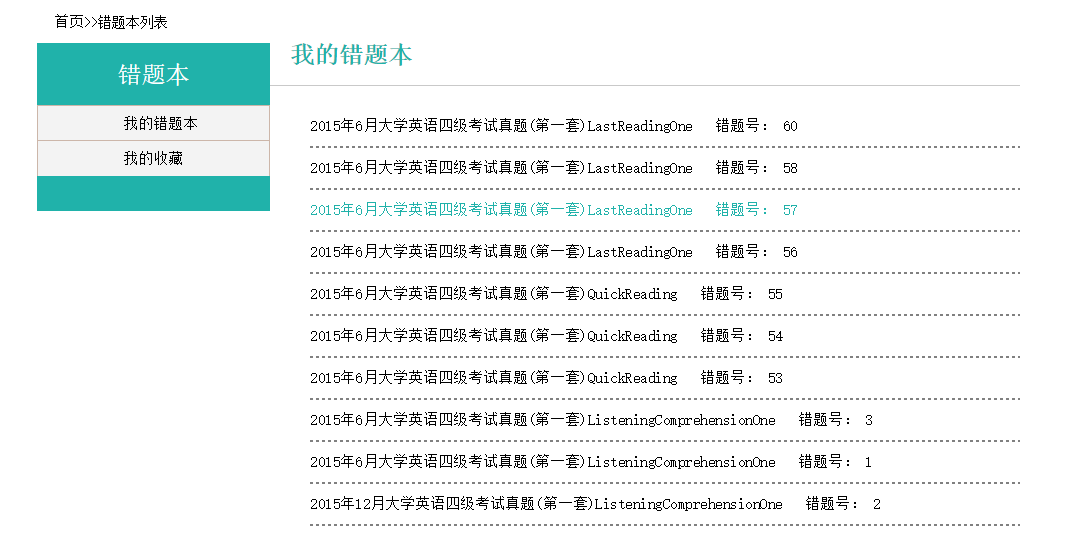 首页>>错题本列表
错题本
我的错题本
我的收藏
我的错题本
2015年6月大学英语四级考试真题(第一套)LastReadingOne 错题号： 60
2015年6月大学英语四级考试真题(第一套)LastReadingOne 错题号： 58
2015年6月大学英语四级考试真题(第一套)LastReadingOne 错题号： 57
2015年6月大学英语四级考试真题(第一套)LastReadingOne 错题号： 56
2015年6月大学英语四级考试真题(第一套)QuickReading 错题号： 55
2015年6月大学英语四级考试真题(第一套)QuickReading 错题号： 54
2015年6月大学英语四级考试真题(第一套)QuickReading 错题号： 53
2015年6月大学英语四级考试真题(第一套)ListeningComprehensionOne 错题号： 3
2015年6月大学英语四级考试真题(第一套)ListeningComprehensionOne 错题号： 1
2015年12月大学英语四级考试真题(第一套)ListeningComprehensionOne 错题号： 2